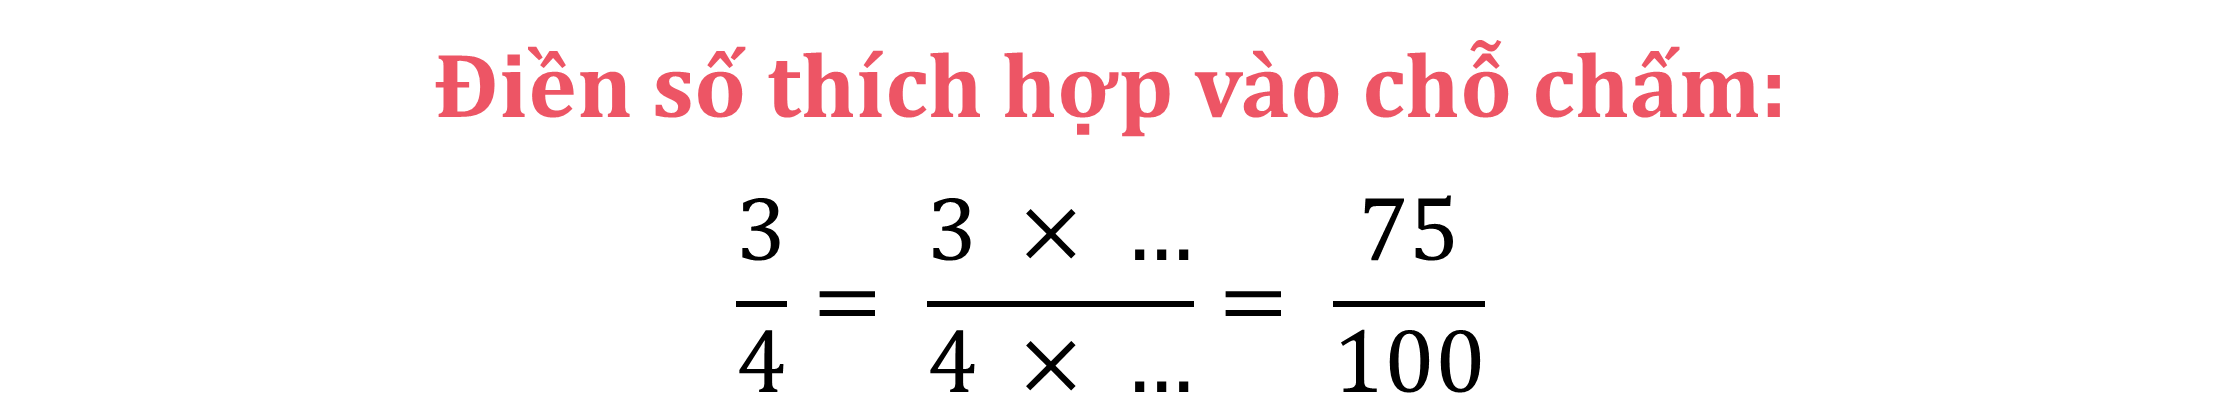 Điền số thích hợp vào chỗ chấm:
3/4 = (3 × ...)/(4 × ...) = 75/100